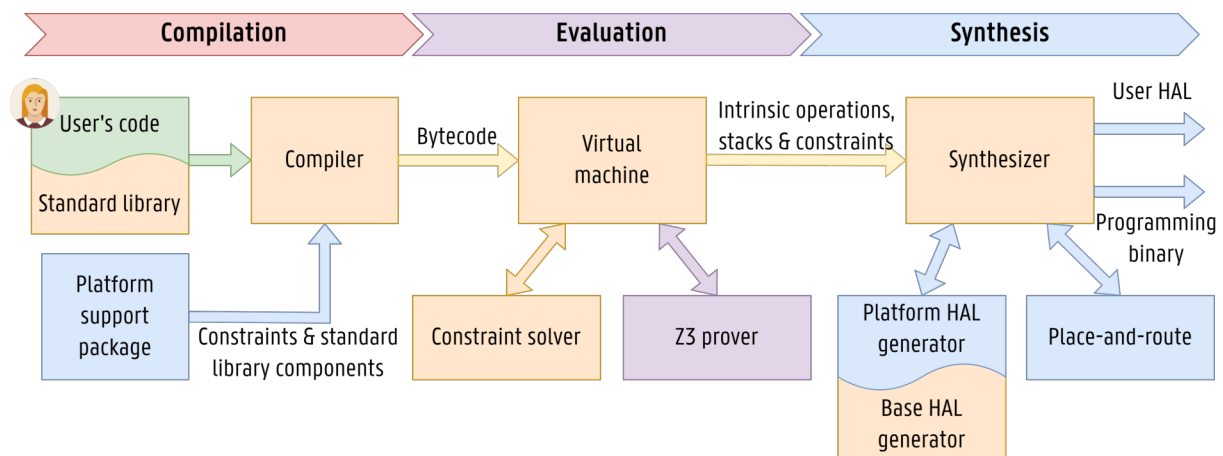 Compilation
Evaluation
Synthesis
User's code
Standard library
Compiler
Bytecode
Virtual
machine
Intrinsic operations,
stacks & constraints
Synthesizer
User HAL
Programming
binary
Platform
support
package
Constraints & standard
library components
Constraint solver
Z3 prover
Platform HAL
generator
Base HAL
generator
Place-and-route